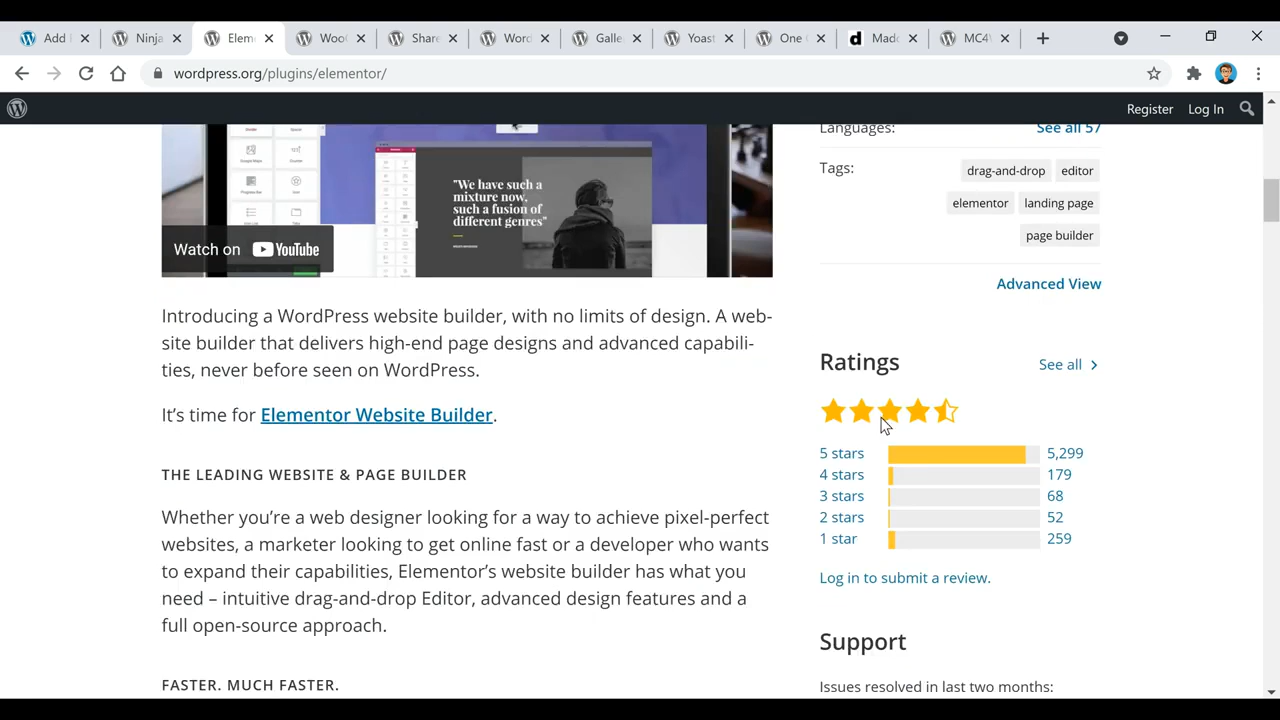 Add
Ninja
Elem
Woo
Share
Word
Galle
Yoast
One
d
Mado
MC4V
wordpress.org/plugins/elementor/
Register
Log In
"We have such a
mixture now,
such a fusion of
different genres"
Watch on YouTube
Introducing a WordPress website builder, with no limits of design. A web-
site builder that delivers high-end page designs and advanced capabili-
ties, never before seen on WordPress.
It's time for Elementor Website Builder.
THE LEADING WEBSITE & PAGE BUILDER
Whether you're a web designer looking for a way to achieve pixel-perfect
websites, a marketer looking to get online fast or a developer who wants
to expand their capabilities, Elementor's website builder has what you
need – intuitive drag-and-drop Editor, advanced design features and a
full open-source approach.
FASTER. MUCH FASTER.
Languages: See all 57
Tags: drag-and-drop editor
elementor landing page
page builder
Advanced View
Ratings See all
5 stars 5,299
4 stars 179
3 stars 68
2 stars 52
1 star 259
Log in to submit a review.
Support
Issues resolved in last two months: